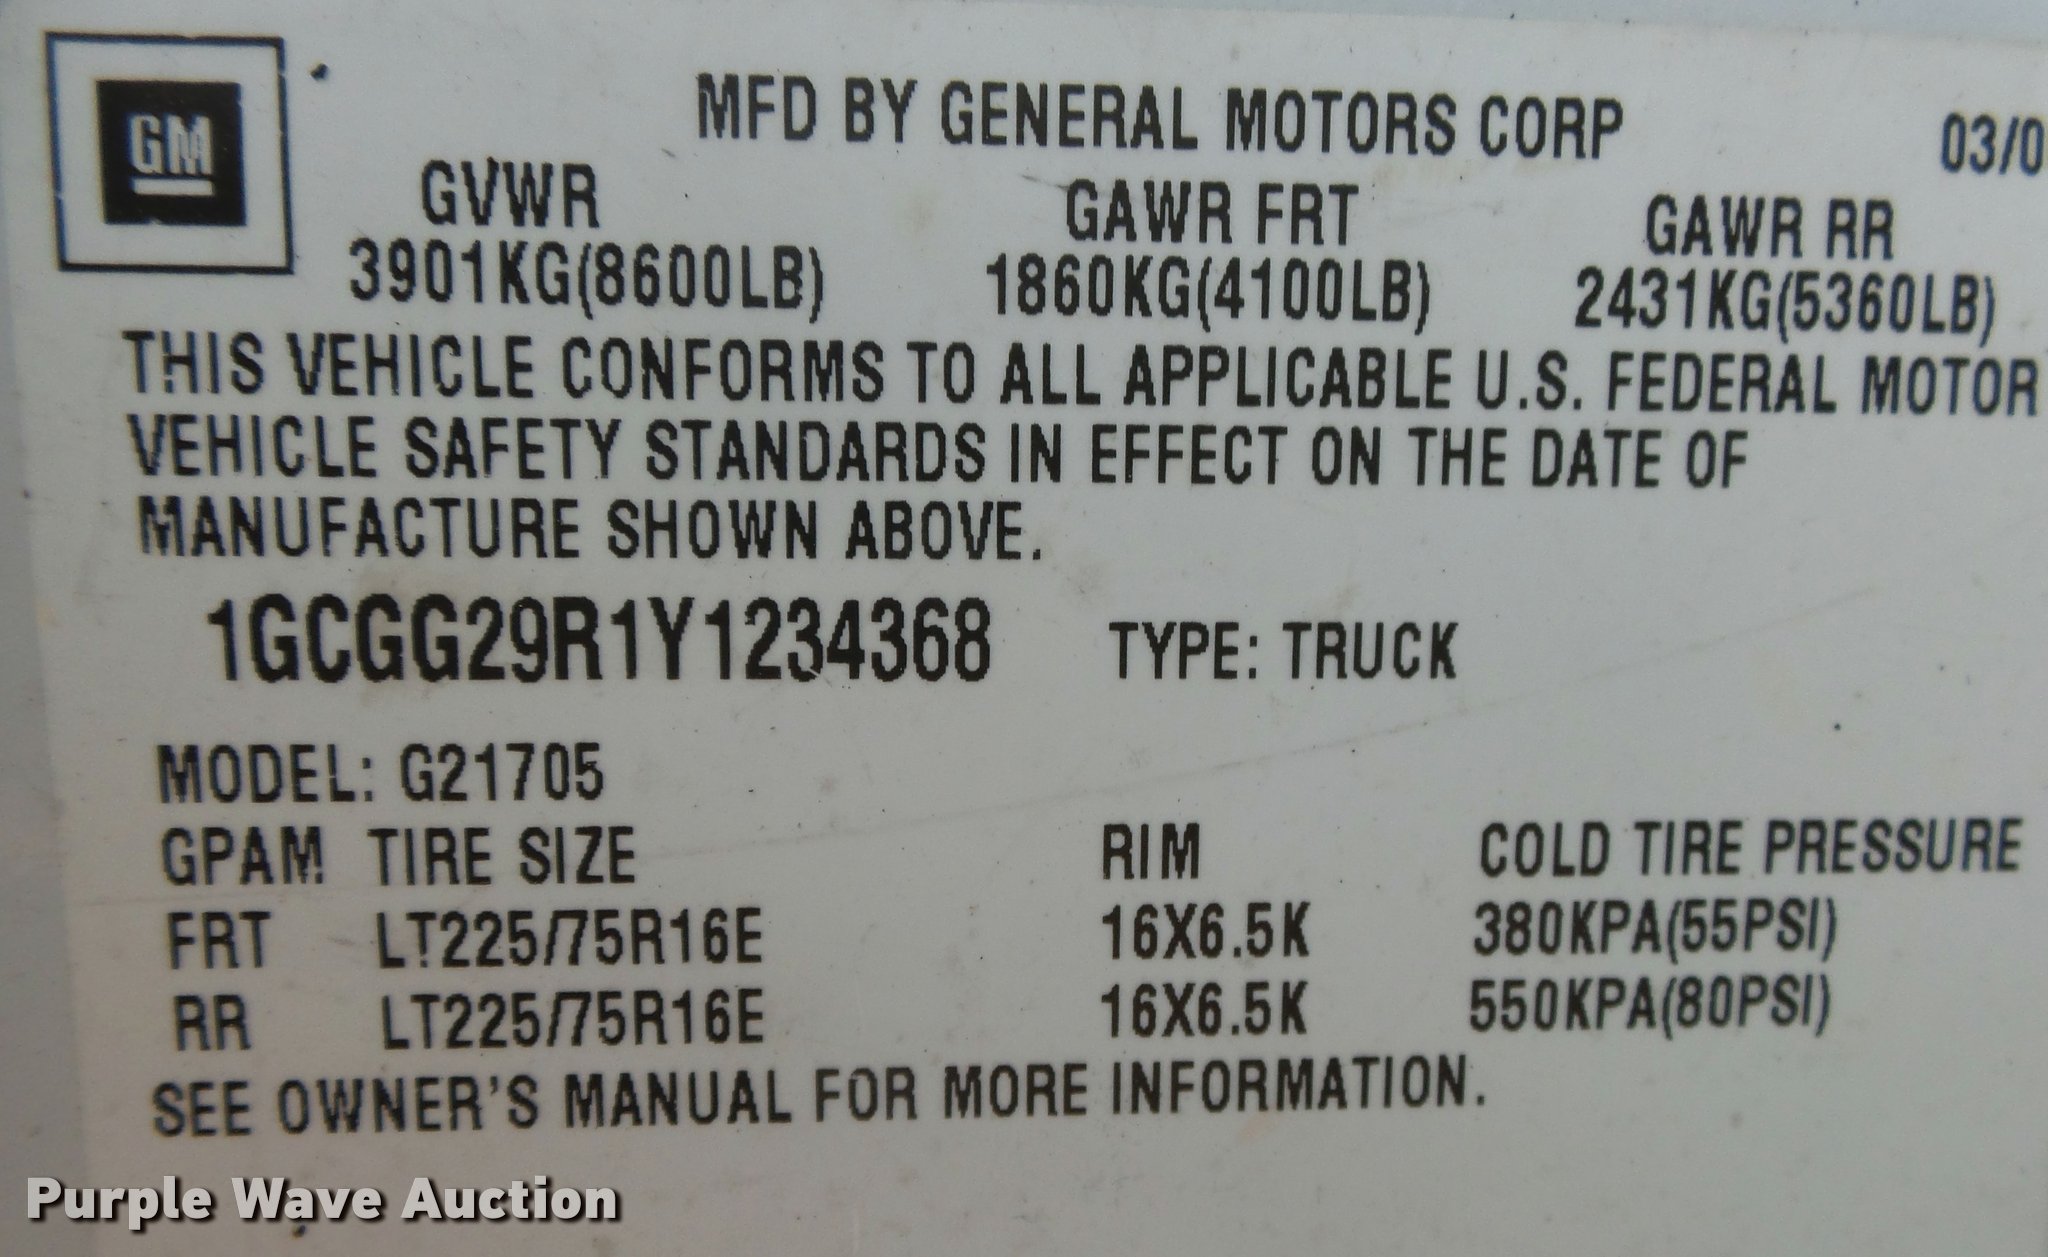 GM
MFD BY GENERAL MOTORS CORP 03/0
GVWR GAWR FRT GAWR RR
3901KG(8600LB) 1860KG(4100LB) 2431KG(5360LB)
THIS VEHICLE CONFORMS TO ALL APPLICABLE U.S. FEDERAL MOTOR
VEHICLE SAFETY STANDARDS IN EFFECT ON THE DATE OF
MANUFACTURE SHOWN ABOVE.
1GCGG29R1Y1234368 TYPE: TRUCK
MODEL: G21705
GPAM TIRE SIZE RIM COLD TIRE PRESSURE
FRT LT225/75R16E 16X6.5K 380KPA(55PSI)
RR LT225/75R16E 16X6.5K 550KPA(80PSI)
SEE OWNER'S MANUAL FOR MORE INFORMATION.
Purple Wave Auction